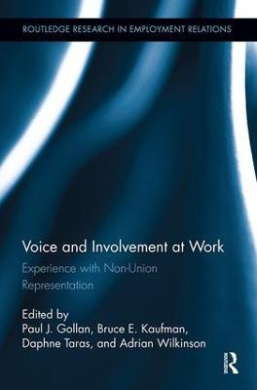 ROUTLEDGE RESEARCH IN EMPLOYMENT RELATIONS
Voice and Involvement at Work
Experience with Non-Union
Representation
Edited by
Paul J. Gollan, Bruce E. Kaufman,
Daphne Taras, and Adrian Wilkinson